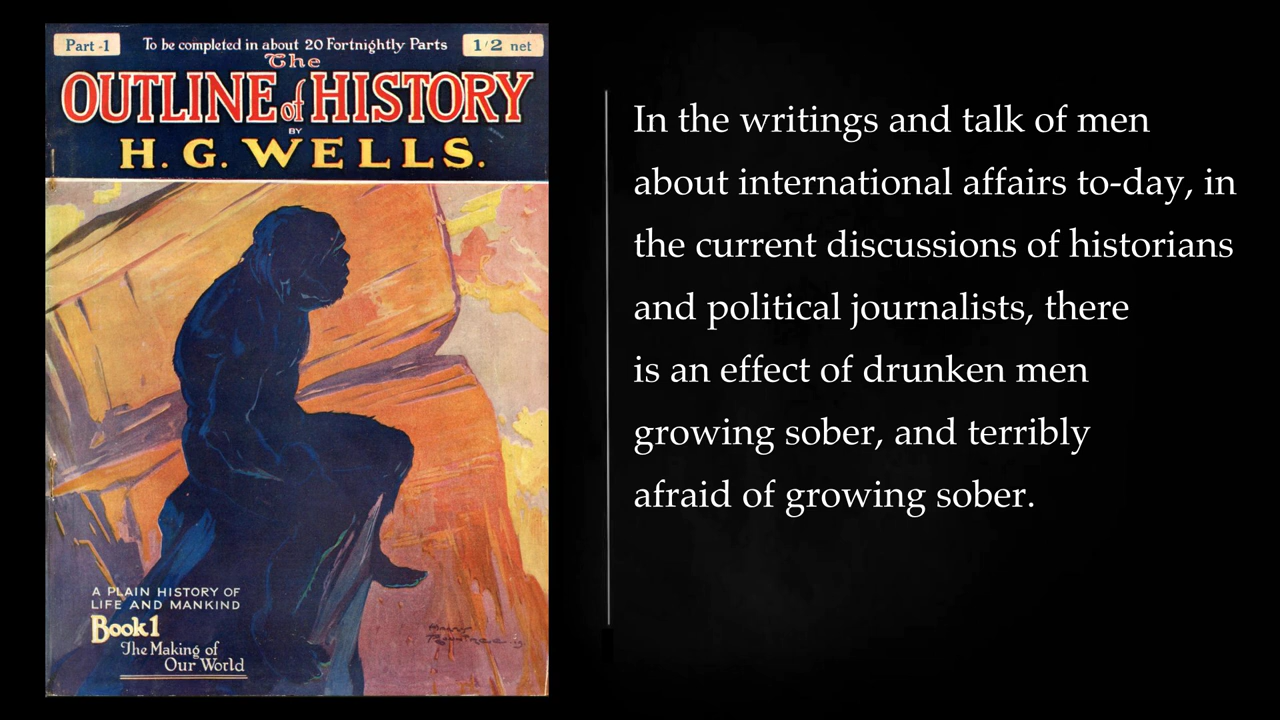 Part -1
To be completed in about 20 Fortnightly Parts
1/2 net
The
OUTLINE of HISTORY
BY
H. G. WELLS.
A PLAIN HISTORY OF
LIFE AND MANKIND
Book 1
The Making of
Our World
In the writings and talk of men
about international affairs to-day, in
the current discussions of historians
and political journalists, there
is an effect of drunken men
growing sober, and terribly
afraid of growing sober.